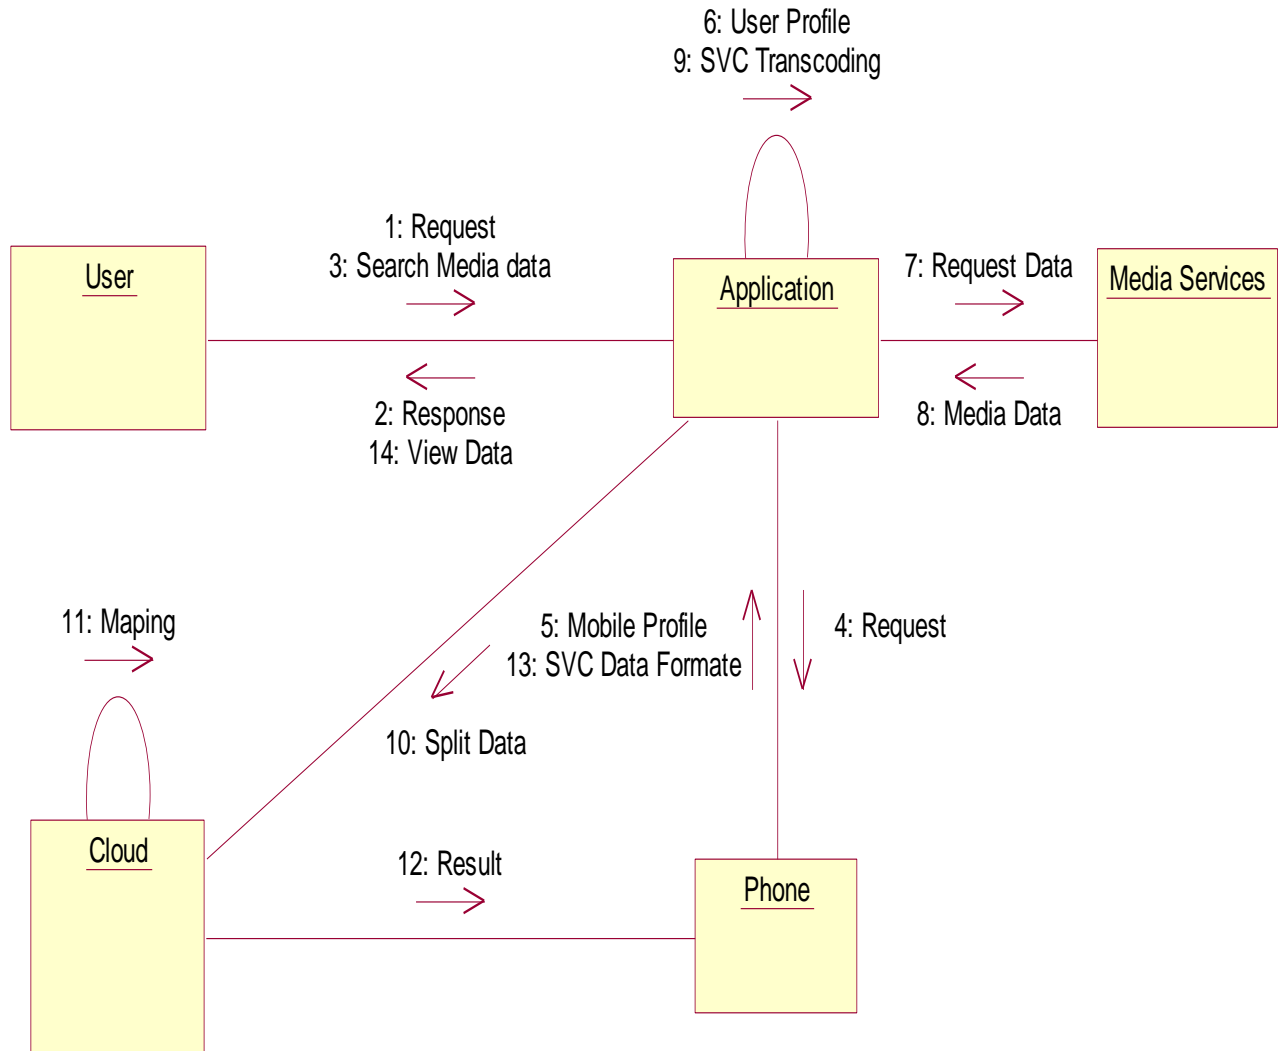 6: User Profile
9: SVC Transcoding
1: Request
3: Search Media data
User
Application
7: Request Data
Media Services
2: Response
14: View Data
8: Media Data
11: Maping
5: Mobile Profile
13: SVC Data Formate
4: Request
10: Split Data
Cloud
12: Result
Phone